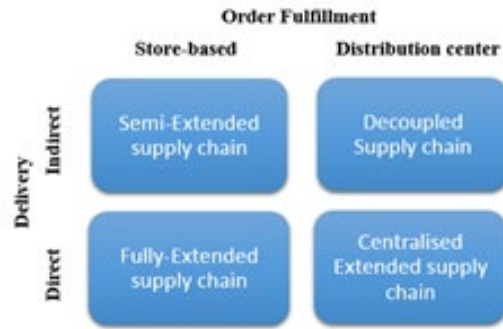 Order Fulfillment
Store-based Distribution center
Delivery
Indirect
Semi-Extended
supply chain
Decoupled
Supply chain
Direct
Fully-Extended
supply chain
Centralised
Extended supply
chain